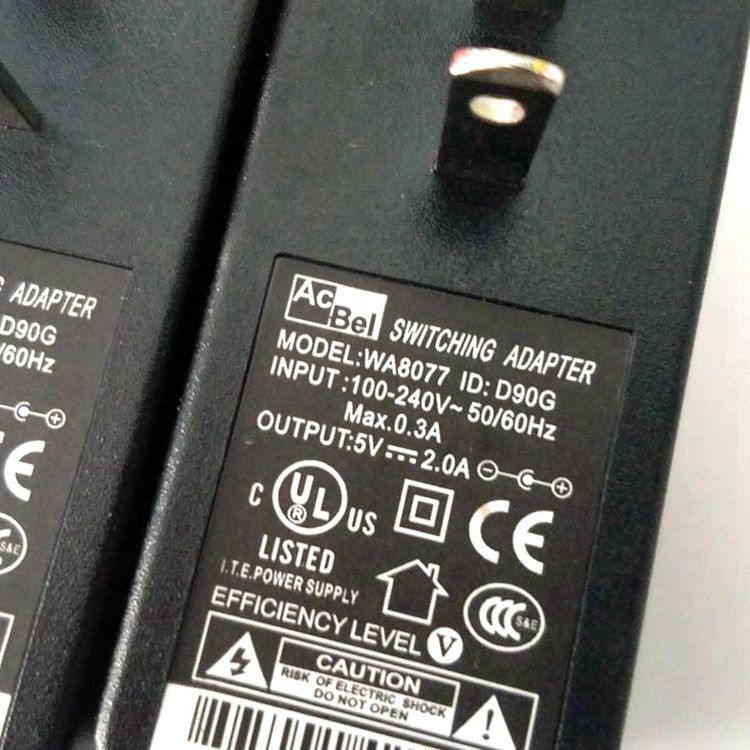 AcBel SWITCHING ADAPTER
MODEL:WA8077 ID: D90G
INPUT:100-240V~50/60Hz
Max.0.3A
OUTPUT:5V⎓2.0A
C UL® US
LISTED
I.T.E.POWER SUPPLY
CE
CCC S&E
EFFICIENCY LEVEL V
CAUTION
RISK OF ELECTRIC SHOCK
DO NOT OPEN
ADAPTER
D90G
/60Hz
CE
S&E